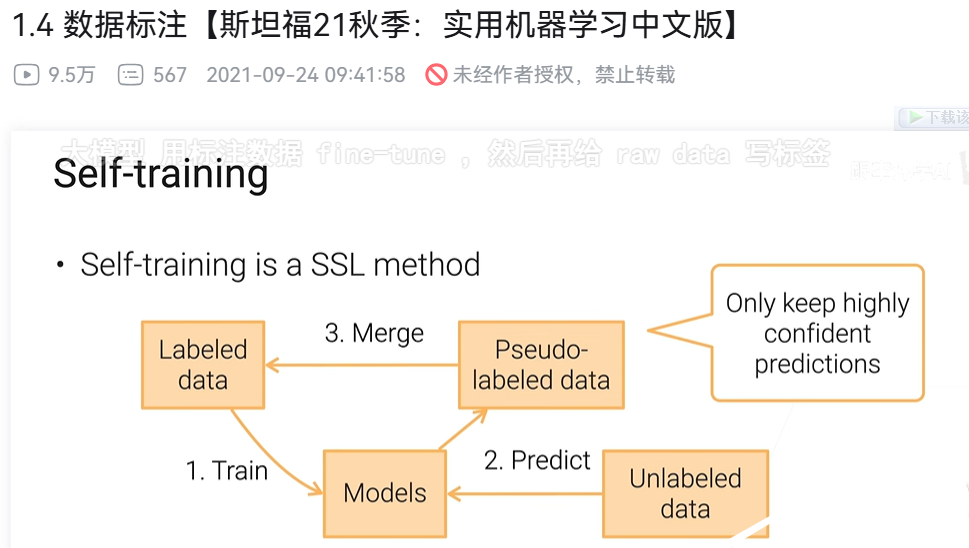 1.4 数据标注【斯坦福21秋季：实用机器学习中文版】
9.5万 567 2021-09-24 09:41:58 未经作者授权，禁止转载
下载该
大模型 用标注数据 fine-tune ，然后再给 raw data 写标签
Self-training
• Self-training is a SSL method
Only keep highly
confident
predictions
3. Merge
Labeled
data
Pseudo-
labeled data
1. Train
2. Predict
Models
Unlabeled
data